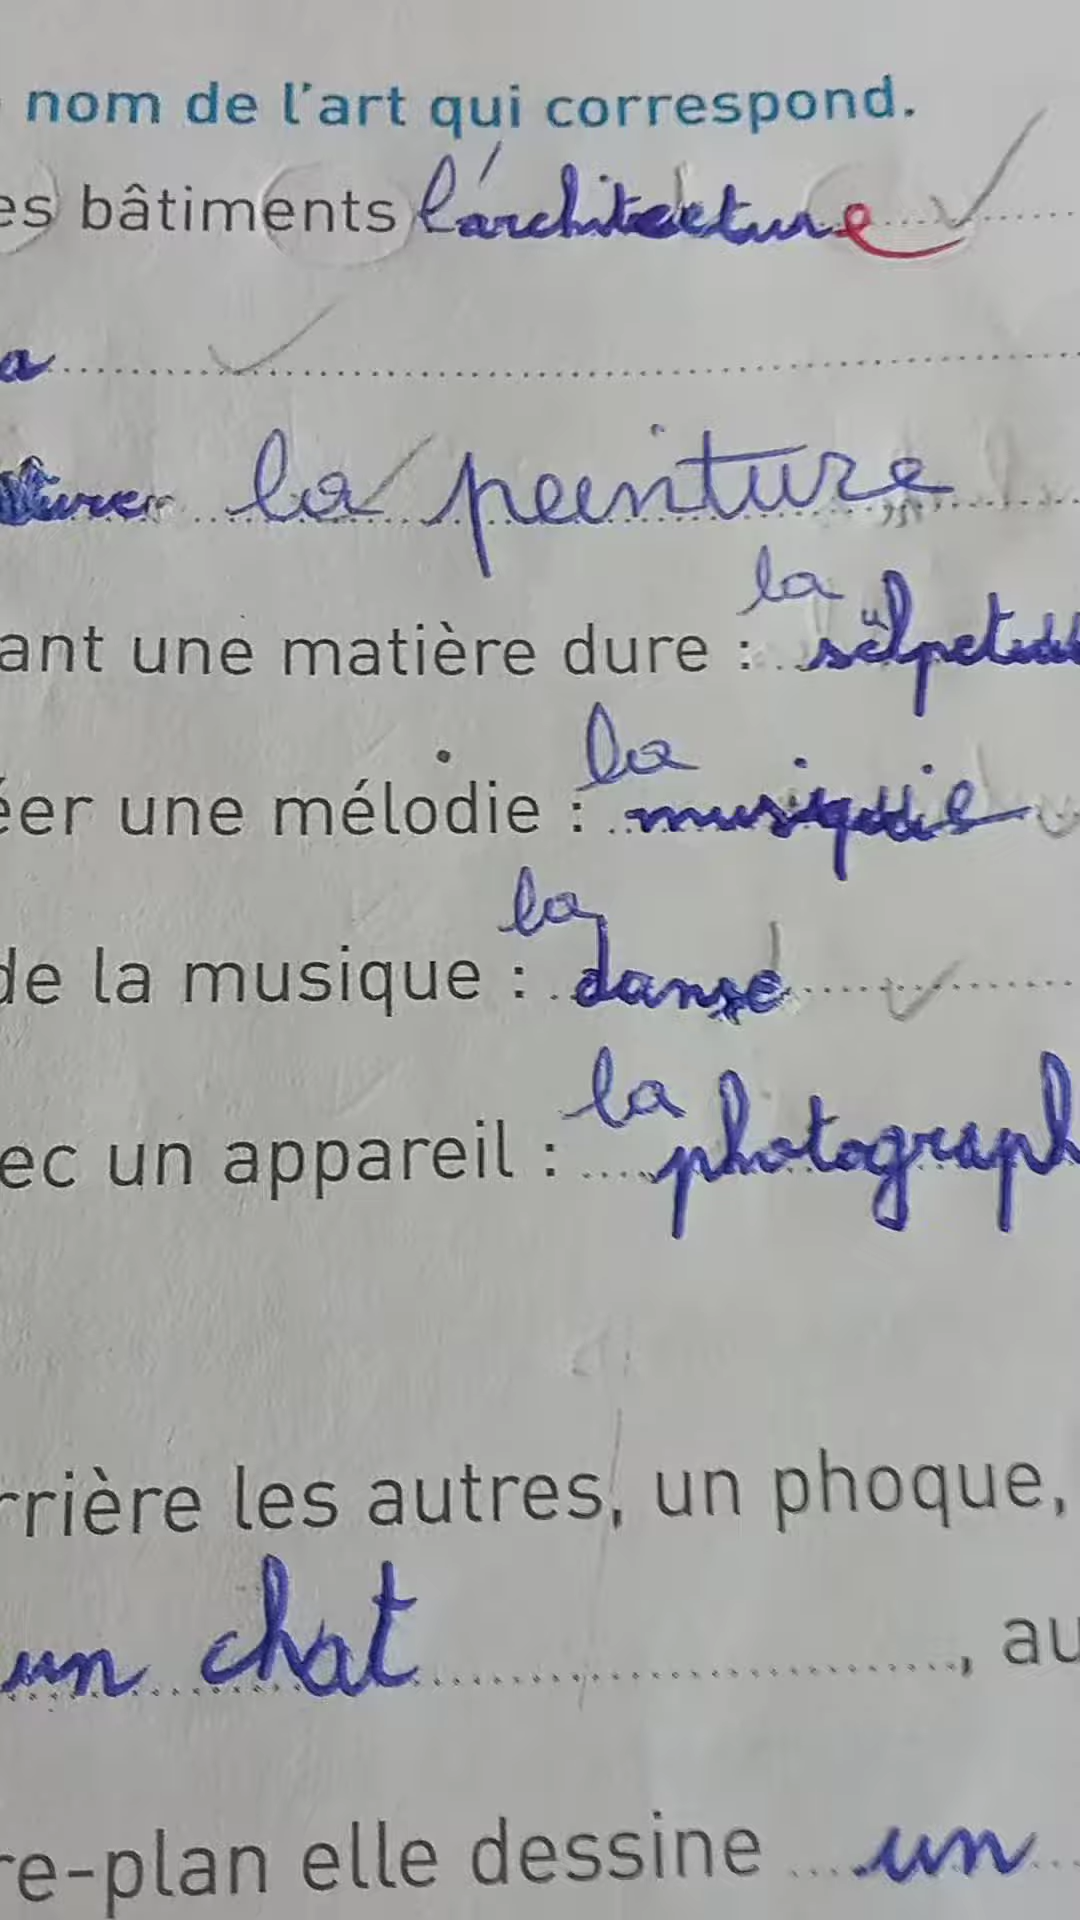 nom de l'art qui correspond.
es bâtiments l'architecture
a
la peinture
la
ant une matière dure :
la
éer une mélodie : musique
la
de la musique : danse
la
ec un appareil : photograph
rrière les autres, un phoque,
un chat , au
re-plan elle dessine un